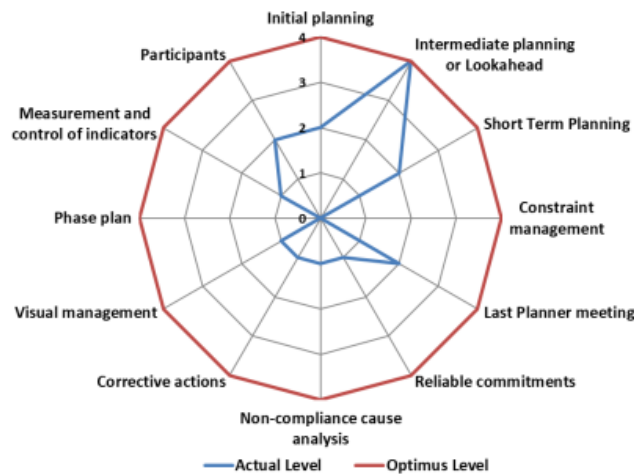 Initial planning
4
Intermediate planning
or Lookahead
Participants
3
Measurement and
control of indicators
Short Term Planning
2
1
Phase plan
0
Constraint
management
Visual management
Last Planner meeting
Corrective actions
Reliable commitments
Non-compliance cause
analysis
Actual Level
Optimus Level